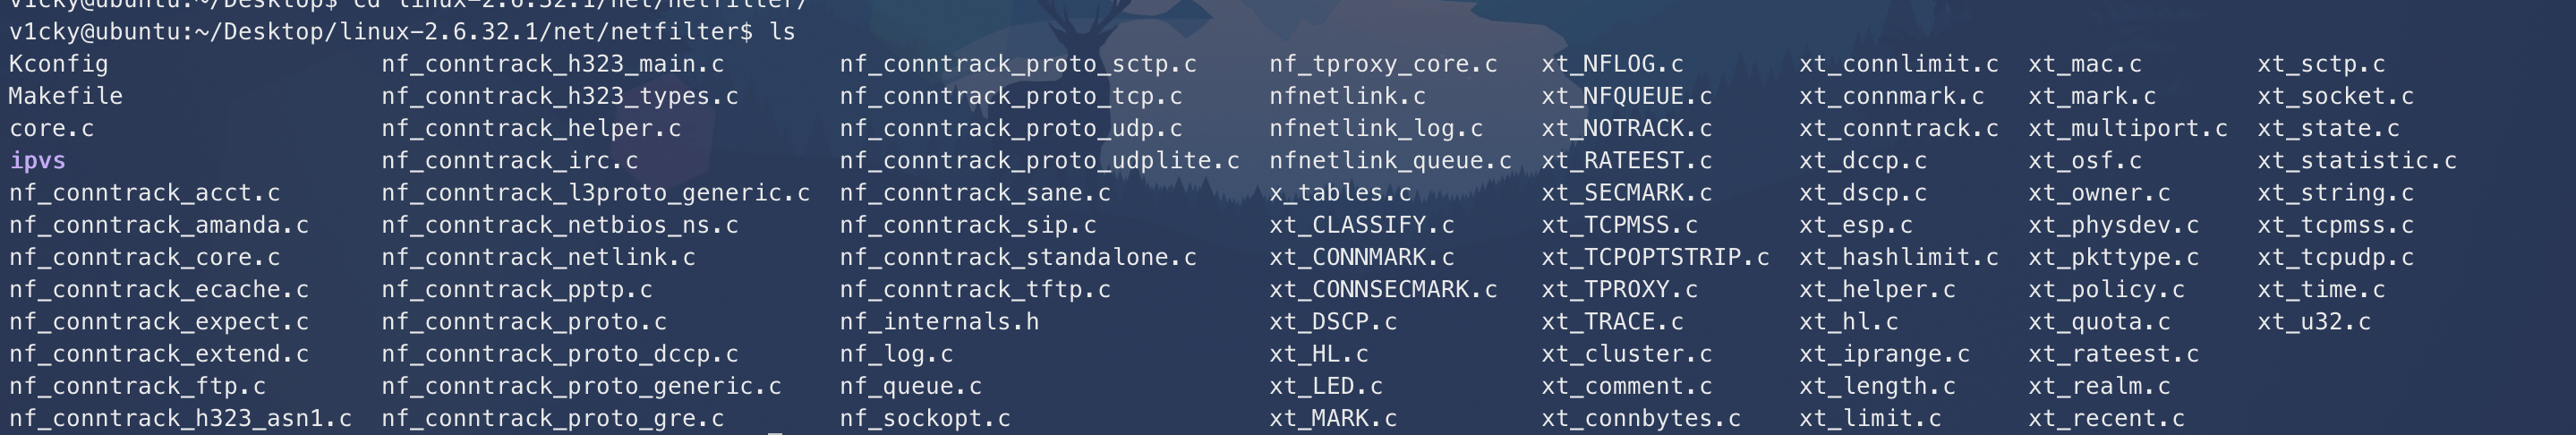 v1cky@ubuntu:~/Desktop$ cd linux-2.6.32.1/net/netfilter/
v1cky@ubuntu:~/Desktop/linux-2.6.32.1/net/netfilter$ ls
Kconfig nf_conntrack_h323_main.c nf_conntrack_proto_sctp.c nf_tproxy_core.c xt_NFLOG.c xt_connlimit.c xt_mac.c xt_sctp.c
Makefile nf_conntrack_h323_types.c nf_conntrack_proto_tcp.c nfnetlink.c xt_NFQUEUE.c xt_connmark.c xt_mark.c xt_socket.c
core.c nf_conntrack_helper.c nf_conntrack_proto_udp.c nfnetlink_log.c xt_NOTRACK.c xt_conntrack.c xt_multiport.c xt_state.c
ipvs nf_conntrack_irc.c nf_conntrack_proto_udplite.c nfnetlink_queue.c xt_RATEEST.c xt_dccp.c xt_osf.c xt_statistic.c
nf_conntrack_acct.c nf_conntrack_l3proto_generic.c nf_conntrack_sane.c x_tables.c xt_SECMARK.c xt_dscp.c xt_owner.c xt_string.c
nf_conntrack_amanda.c nf_conntrack_netbios_ns.c nf_conntrack_sip.c xt_CLASSIFY.c xt_TCPMSS.c xt_esp.c xt_physdev.c xt_tcpmss.c
nf_conntrack_core.c nf_conntrack_netlink.c nf_conntrack_standalone.c xt_CONNMARK.c xt_TCPOPTSTRIP.c xt_hashlimit.c xt_pkttype.c xt_tcpudp.c
nf_conntrack_ecache.c nf_conntrack_pptp.c nf_conntrack_tftp.c xt_CONNSECMARK.c xt_TPROXY.c xt_helper.c xt_policy.c xt_time.c
nf_conntrack_expect.c nf_conntrack_proto.c nf_internals.h xt_DSCP.c xt_TRACE.c xt_hl.c xt_quota.c xt_u32.c
nf_conntrack_extend.c nf_conntrack_proto_dccp.c nf_log.c xt_HL.c xt_cluster.c xt_iprange.c xt_rateest.c
nf_conntrack_ftp.c nf_conntrack_proto_generic.c nf_queue.c xt_LED.c xt_comment.c xt_length.c xt_realm.c
nf_conntrack_h323_asn1.c nf_conntrack_proto_gre.c nf_sockopt.c xt_MARK.c xt_connbytes.c xt_limit.c xt_recent.c